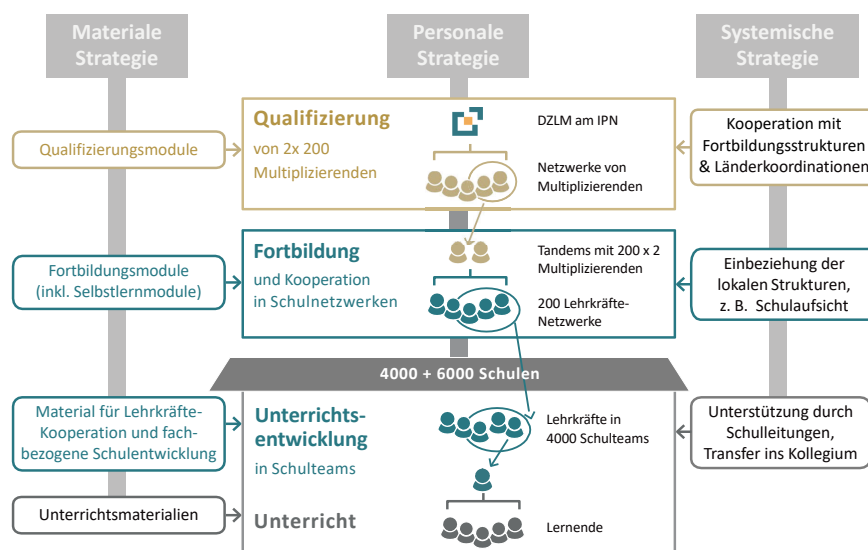 Materiale
Strategie
Personale
Strategie
Systemische
Strategie
Qualifizierungsmodule
Qualifizierung
von 2x 200
Multiplizierenden
DZLM am IPN
Netzwerke von
Multiplizierenden
Kooperation mit
Fortbildungsstrukturen
& Länderkoordinationen
Fortbildungsmodule
(inkl. Selbstlernmodule)
Fortbildung
und Kooperation
in Schulnetzwerken
Tandems mit 200 x 2
Multiplizierenden
200 Lehrkräfte-
Netzwerke
Einbeziehung der
lokalen Strukturen,
z. B. Schulaufsicht
4000 + 6000 Schulen
Material für Lehrkräfte-
Kooperation und fach-
bezogene Schulentwicklung
Unterrichts-
entwicklung
in Schulteams
Lehrkräfte in
4000 Schulteams
Unterstützung durch
Schulleitungen,
Transfer ins Kollegium
Unterrichtsmaterialien
Unterricht
Lernende